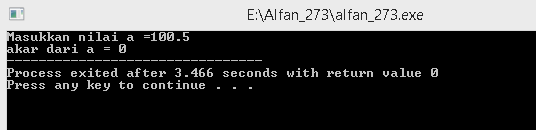 E:\Alfan_273\alfan_273.exe
Masukkan nilai a =100.5
akar dari a = 0
--------------------------------
Process exited after 3.466 seconds with return value 0
Press any key to continue . . .